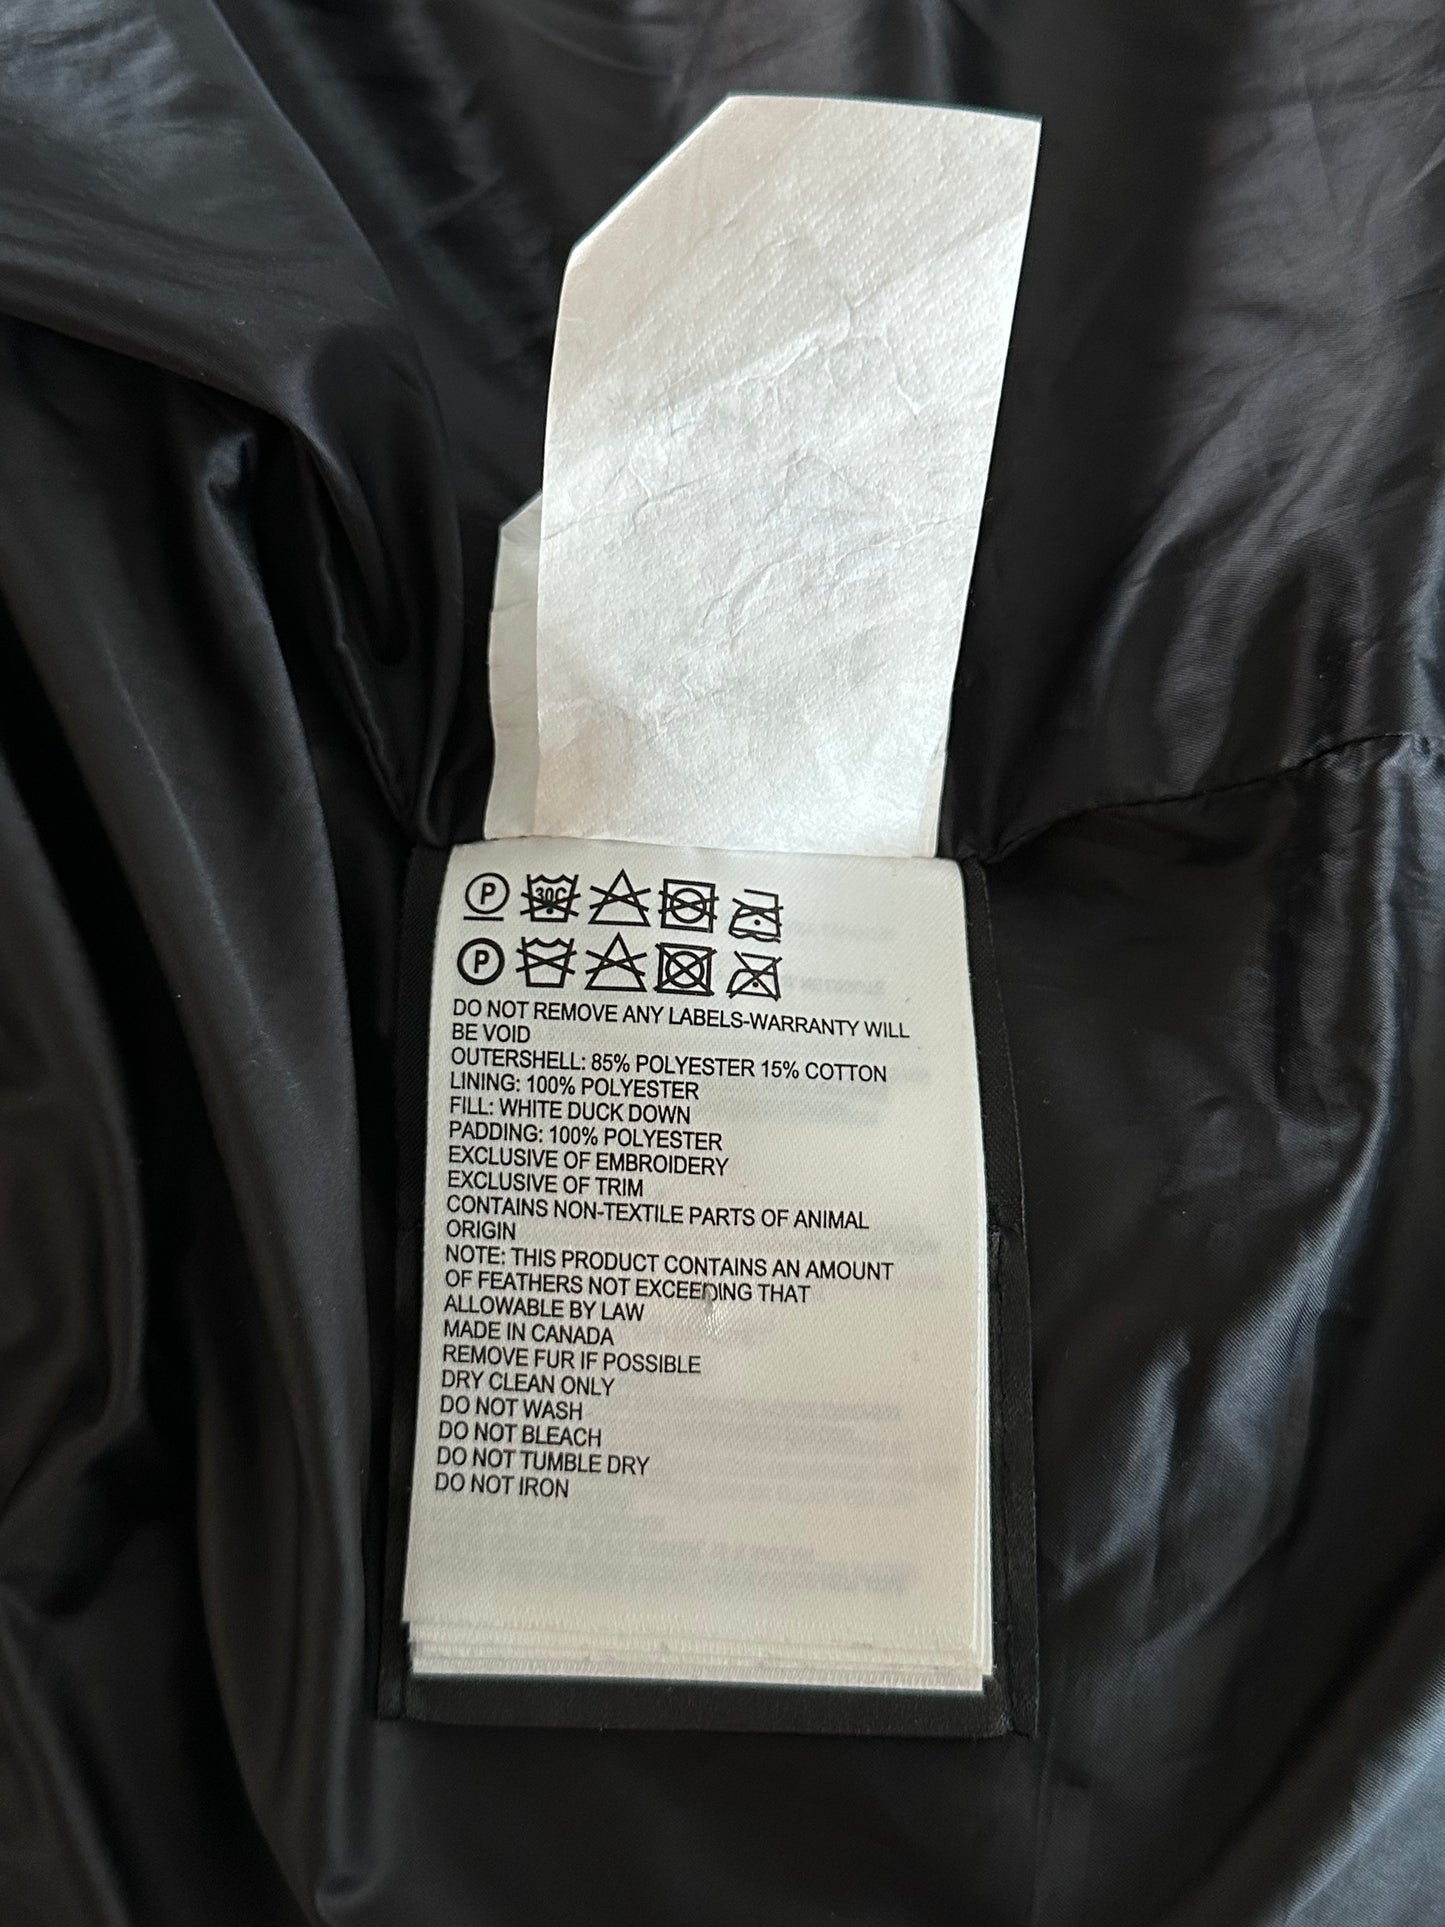 P 30C
P
DO NOT REMOVE ANY LABELS-WARRANTY WILL
BE VOID
OUTERSHELL: 85% POLYESTER 15% COTTON
LINING: 100% POLYESTER
FILL: WHITE DUCK DOWN
PADDING: 100% POLYESTER
EXCLUSIVE OF EMBROIDERY
EXCLUSIVE OF TRIM
CONTAINS NON-TEXTILE PARTS OF ANIMAL
ORIGIN
NOTE: THIS PRODUCT CONTAINS AN AMOUNT
OF FEATHERS NOT EXCEEDING THAT
ALLOWABLE BY LAW
MADE IN CANADA
REMOVE FUR IF POSSIBLE
DRY CLEAN ONLY
DO NOT WASH
DO NOT BLEACH
DO NOT TUMBLE DRY
DO NOT IRON